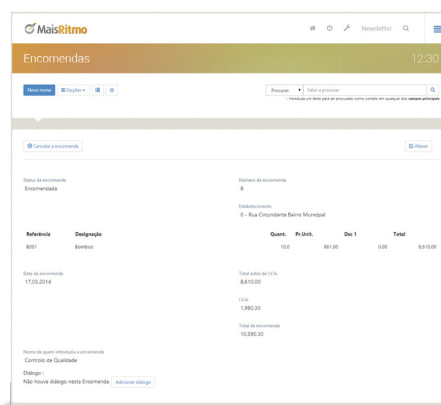 MaisRitmo
Newsletter
Encomendas
12:30
Novo nome
Opções
Procurar
Valor a procurar
Introduza um texto para ser procurado como contido em qualquer dos campos principais
Cancelar a encomenda
Alterar
Status da encomenda
Encomendada
Número da encomenda
8
Estabelecimento
0 - Rua Circundante Bairro Municipal
Referência Designação Quant. Pr.Unit. Desc 1 Total
B001 Bombco 10,0 861,00 0,00 8.610,00
Data da encomenda
17.03.2014
Total antes de I.V.A.
8.610,00
I.V.A.
1.980,30
Total da encomenda
10.590,30
Nome de quem introduziu a encomenda
Controlo de Qualidade
Diálogo :
Não houve diálogo nesta Encomenda. Adicionar diálogo